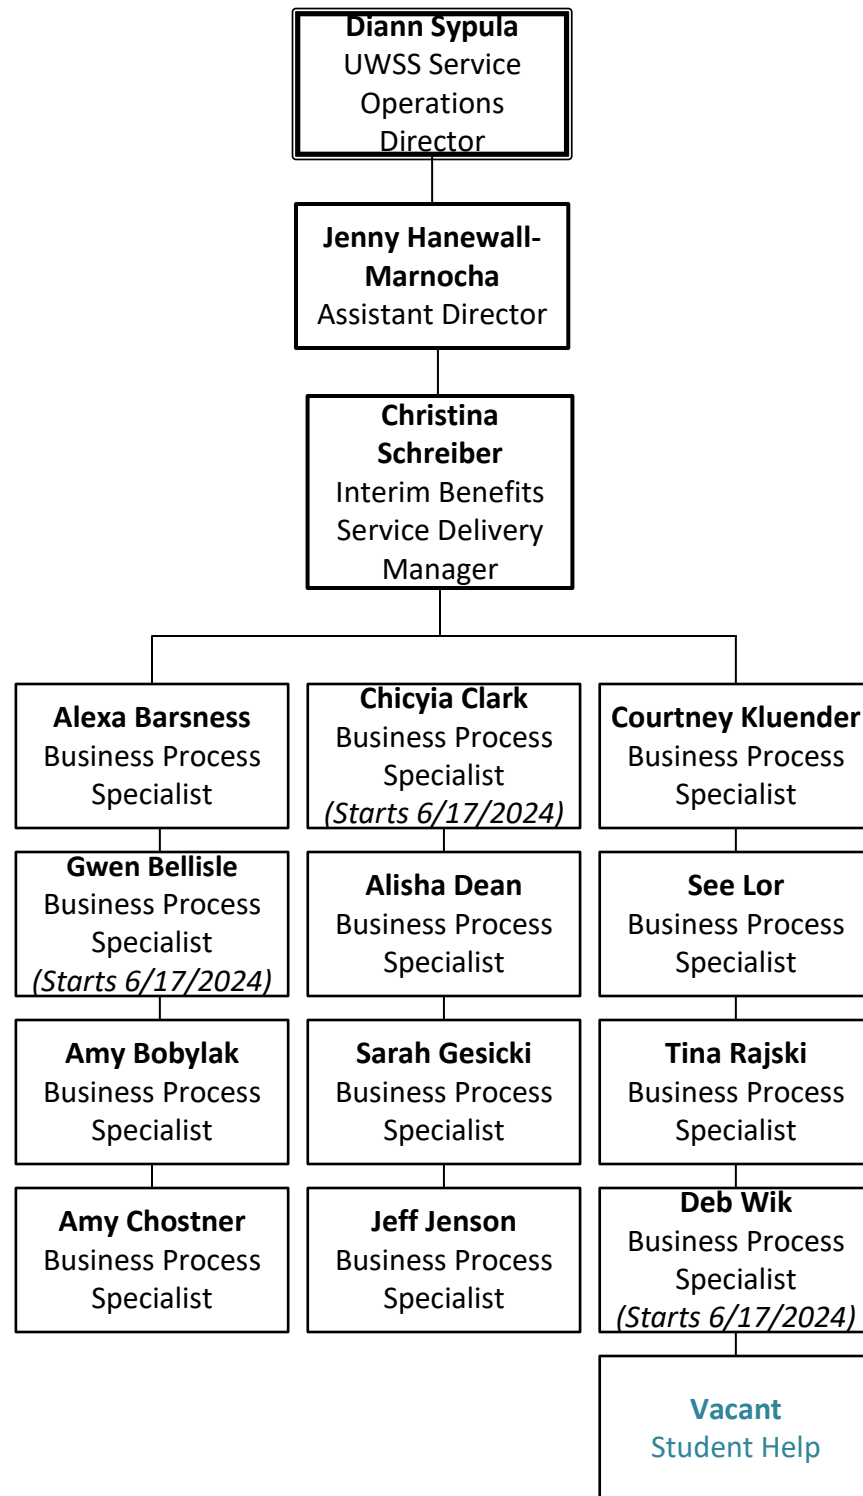 Diann Sypula
UWSS Service
Operations
Director
Jenny Hanewall-
Marnocha
Assistant Director
Christina
Schreiber
Interim Benefits
Service Delivery
Manager
Alexa Barsness
Business Process
Specialist
Gwen Bellisle
Business Process
Specialist
(Starts 6/17/2024)
Amy Bobylak
Business Process
Specialist
Amy Chostner
Business Process
Specialist
Chicyia Clark
Business Process
Specialist
(Starts 6/17/2024)
Alisha Dean
Business Process
Specialist
Sarah Gesicki
Business Process
Specialist
Jeff Jenson
Business Process
Specialist
Courtney Kluender
Business Process
Specialist
See Lor
Business Process
Specialist
Tina Rajski
Business Process
Specialist
Deb Wik
Business Process
Specialist
(Starts 6/17/2024)
Vacant
Student Help